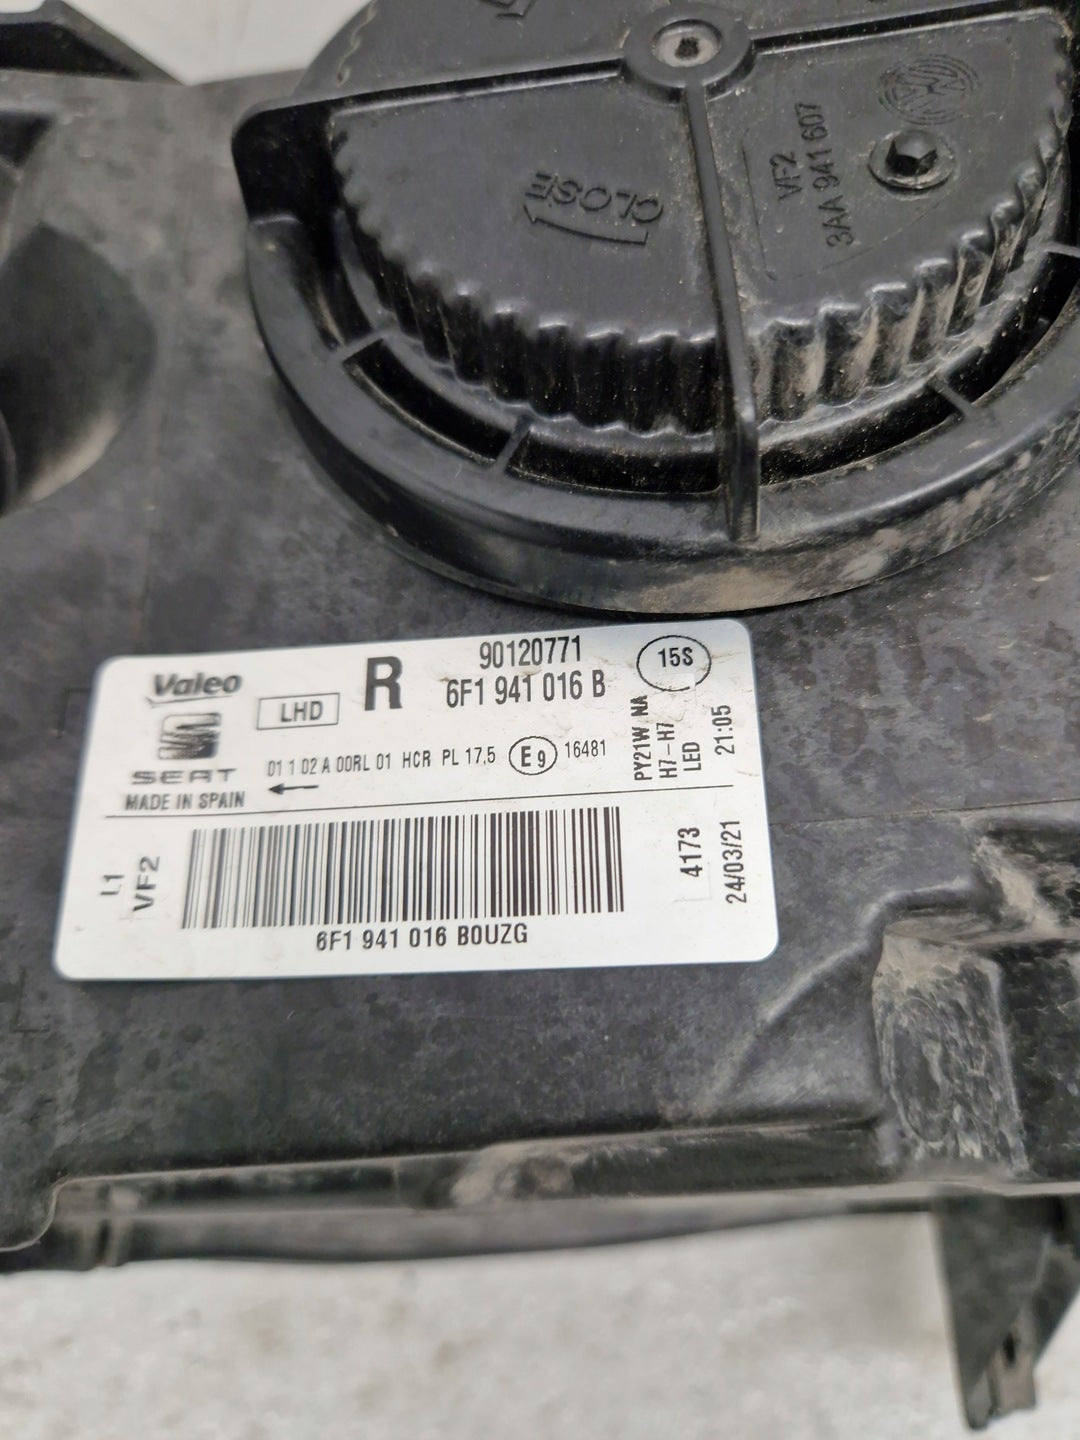 CLOSE
VF2
3AA 941 607
Valeo
SEAT
MADE IN SPAIN
LHD
R
90120771
6F1 941 016 B
15S
01 1 02 A 00RL 01 HCR PL 17.5
E9
16481
PY21W NA
H7-H7
LED
21:05
L1
VF2
6F1 941 016 B0UZG
4173
24/03/21